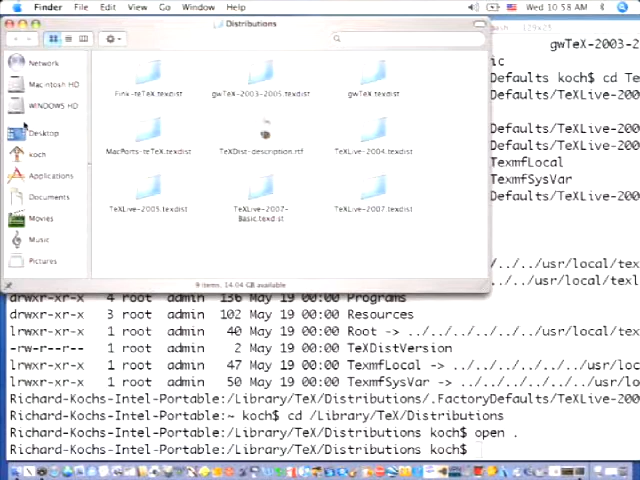 Finder File Edit View Go Window Help Wed 10:58 AM
Distributions
Network
Macintosh HD
WINDOWS HD
Desktop
koch
Applications
Documents
Movies
Music
Pictures
Fink-teTeX.texdist gwTeX-2003-2005.texdist gwTeX.texdist
MacPorts-teTeX.texdist TeXDist-description.rtf TeXLive-2004.texdist
TeXLive-2005.texdist TeXLive-2007-Basic.texdist TeXLive-2007.texdist
9 items, 14.04 GB available
bash 129x25
gwTeX-2003-2
ic
Defaults koch$ cd Te
Defaults/TeXLive-200
Defaults/TeXLive-200
TexmfLocal
TexmfSysVar
Defaults/TeXLive-200
/../../usr/local/tex
/../../usr/local/texl
drwxr-xr-x 4 root admin 136 May 19 00:00 Programs
drwxr-xr-x 3 root admin 102 May 19 00:00 Resources
lrwxr-xr-x 1 root admin 40 May 19 00:00 Root -> ../../../../../../usr/local/tex
-rw-r--r-- 1 root admin 2 May 19 00:00 TeXDistVersion
lrwxr-xr-x 1 root admin 47 May 19 00:00 TexmfLocal -> ../../../../../../usr/loc
lrwxr-xr-x 1 root admin 50 May 19 00:00 TexmfSysVar -> ../../../../../../usr/lo
Richard-Kochs-Intel-Portable:/Library/TeX/Distributions/.FactoryDefaults/TeXLive-200
Richard-Kochs-Intel-Portable:~ koch$ cd /Library/TeX/Distributions
Richard-Kochs-Intel-Portable:/Library/TeX/Distributions koch$ open .
Richard-Kochs-Intel-Portable:/Library/TeX/Distributions koch$